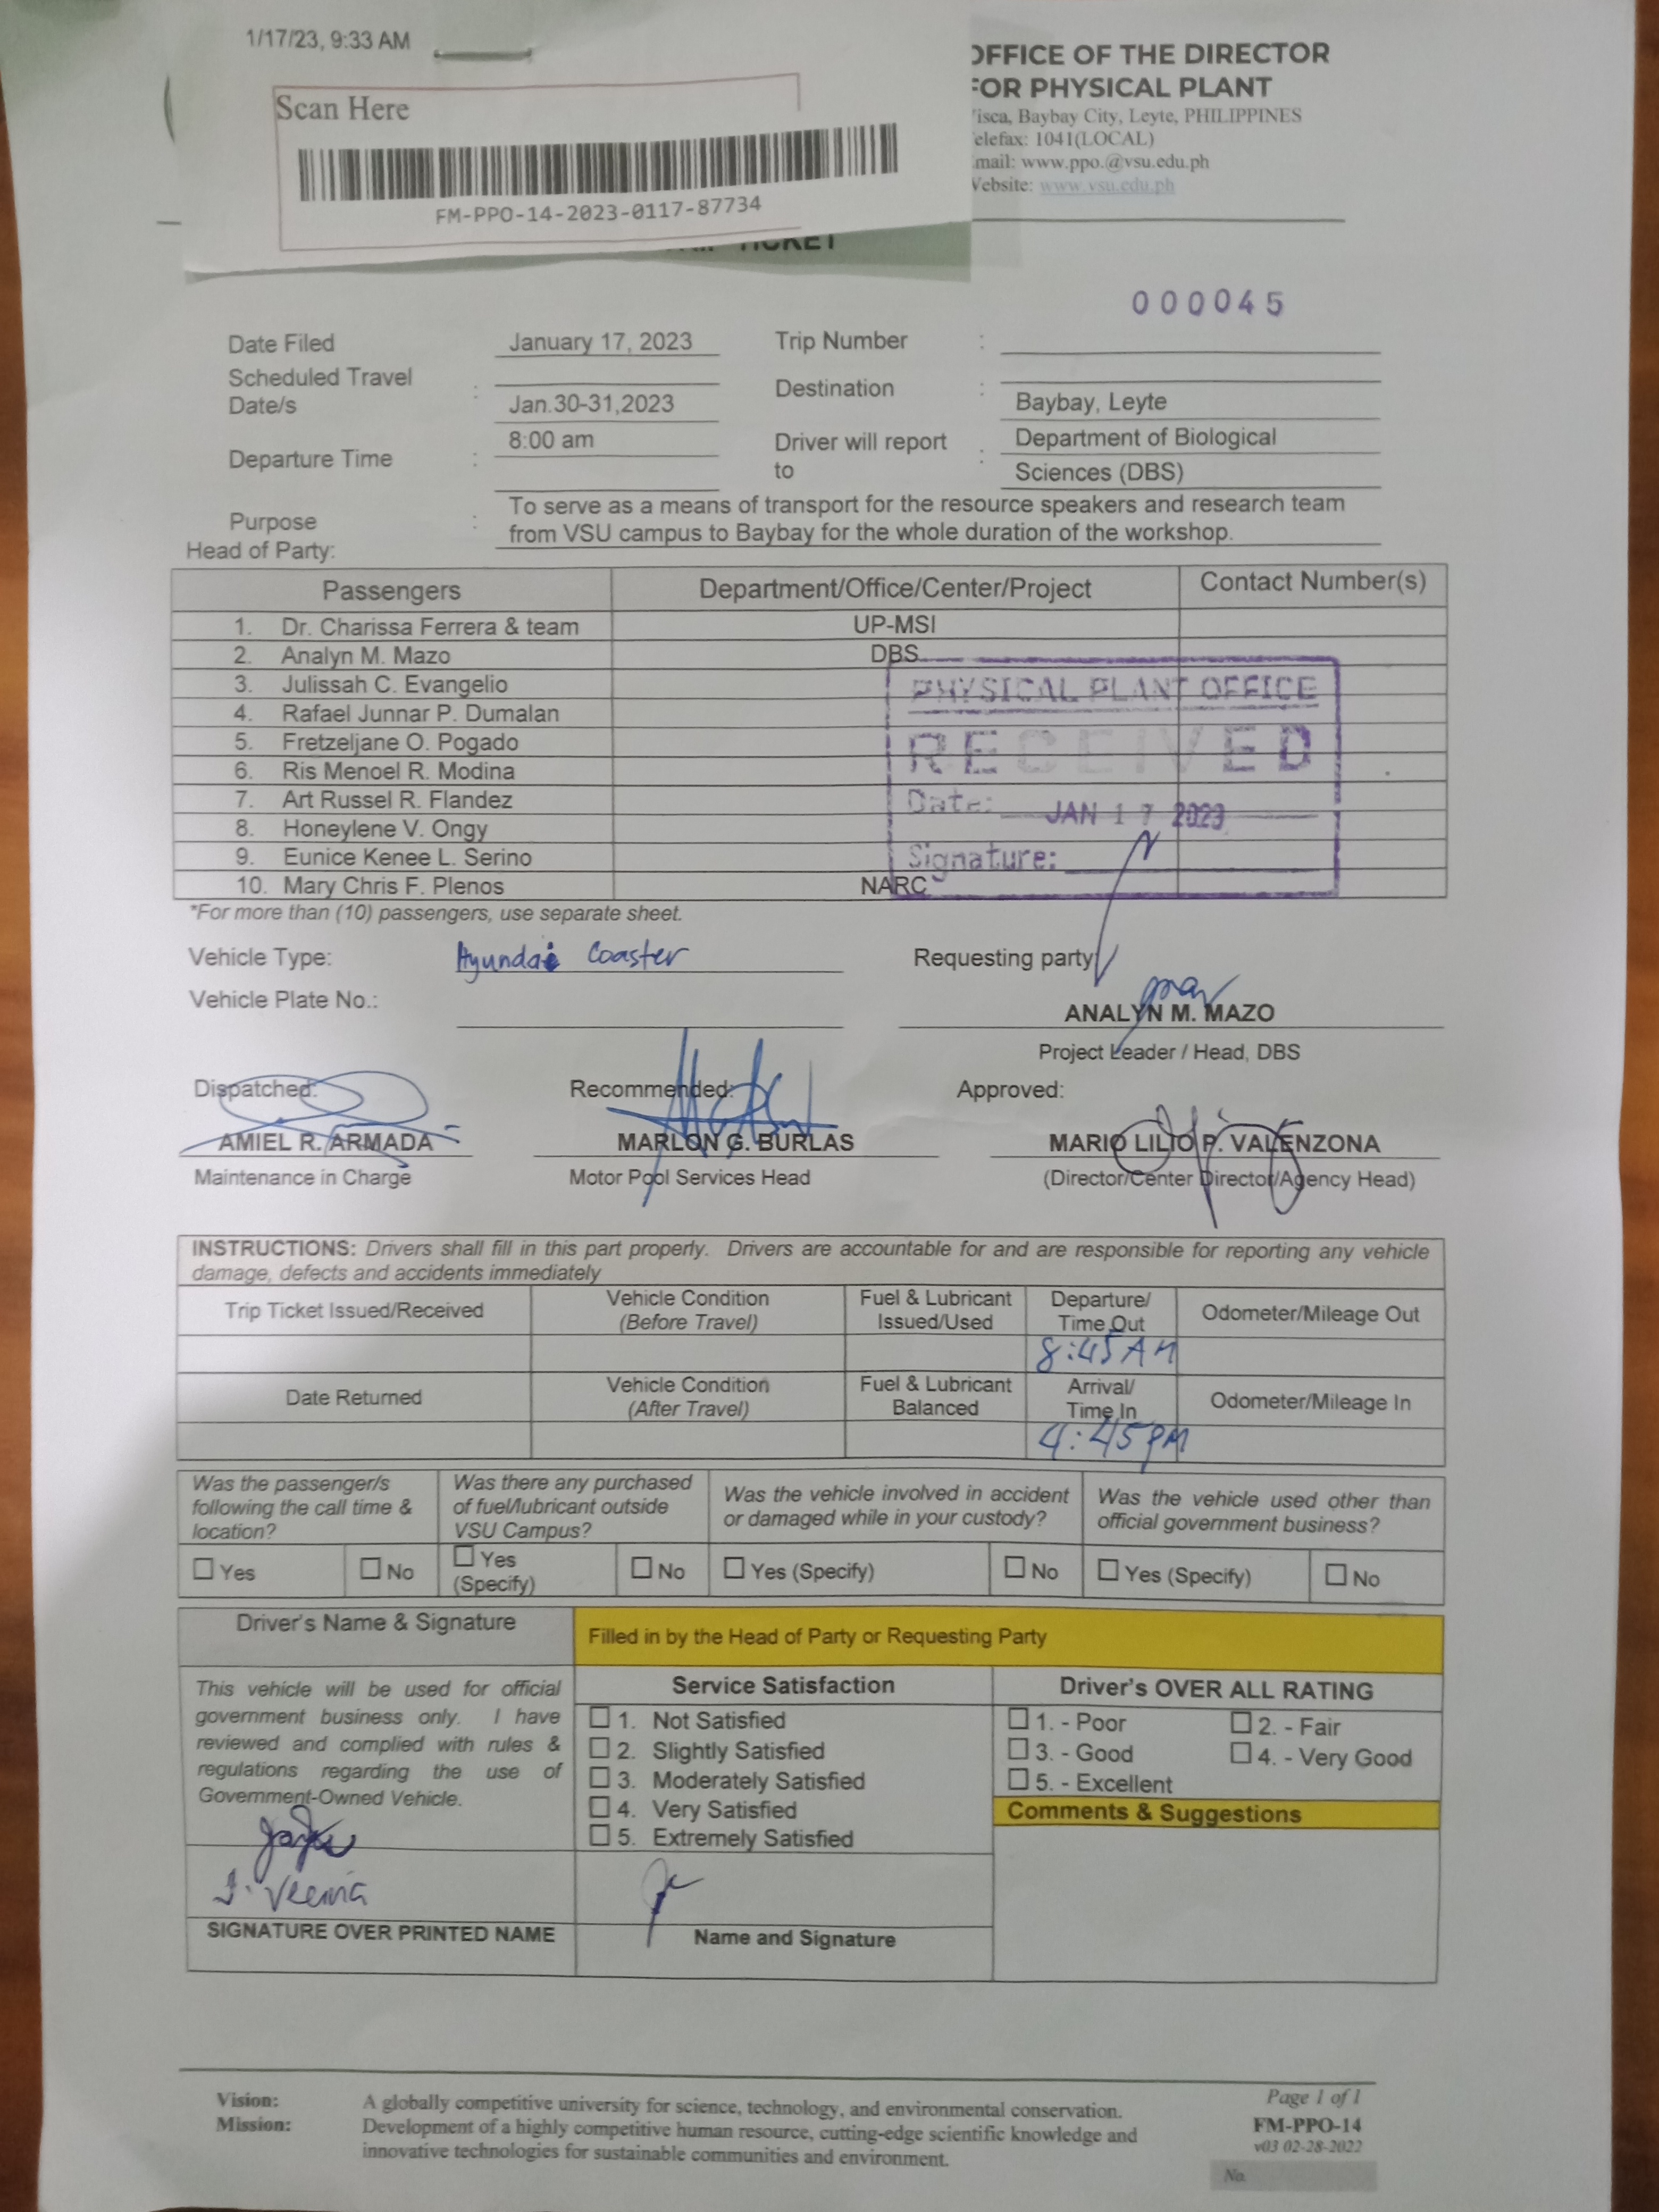 1/17/23, 9:33 AM
Scan Here
FM-PPO-14-2023-0117-87734
OFFICE OF THE DIRECTOR
FOR PHYSICAL PLANT
Visca, Baybay City, Leyte, PHILIPPINES
Telefax: 1041(LOCAL)
Email: www.ppo.@vsu.edu.ph
Website: www.vsu.edu.ph
TICKET
000045
Date Filed January 17, 2023 Trip Number :
Scheduled Travel Date/s : Jan.30-31,2023 Destination : Baybay, Leyte
Departure Time : 8:00 am Driver will report to : Department of Biological Sciences (DBS)
Purpose : To serve as a means of transport for the resource speakers and research team
from VSU campus to Baybay for the whole duration of the workshop.
Head of Party:
Passengers Department/Office/Center/Project Contact Number(s)
1. Dr. Charissa Ferrera & team UP-MSI
2. Analyn M. Mazo DBS
3. Julissah C. Evangelio
4. Rafael Junnar P. Dumalan
5. Fretzeljane O. Pogado
6. Ris Menoel R. Modina
7. Art Russel R. Flandez
8. Honeylene V. Ongy
9. Eunice Kenee L. Serino
10. Mary Chris F. Plenos NARC
PHYSICAL PLANT OFFICE
RECEIVED
Date: JAN 17 2023
Signature:
*For more than (10) passengers, use separate sheet.
Vehicle Type: Hyundai Coaster Requesting party
Vehicle Plate No.:
ANALYN M. MAZO
Project Leader / Head, DBS
Dispatched: Recommended: Approved:
AMIEL R. ARMADA MARLON G. BURLAS MARIO LILIO P. VALENZONA
Maintenance in Charge Motor Pool Services Head (Director/Center Director/Agency Head)
INSTRUCTIONS: Drivers shall fill in this part properly. Drivers are accountable for and are responsible for reporting any vehicle
damage, defects and accidents immediately
Trip Ticket Issued/Received Vehicle Condition (Before Travel) Fuel & Lubricant Issued/Used Departure/ Time Out Odometer/Mileage Out
8:45 AM
Date Returned Vehicle Condition (After Travel) Fuel & Lubricant Balanced Arrival/ Time In Odometer/Mileage In
4:45 PM
Was the passenger/s following the call time & location? Was there any purchased of fuel/lubricant outside VSU Campus? Was the vehicle involved in accident or damaged while in your custody? Was the vehicle used other than official government business?
Yes No Yes (Specify) No Yes (Specify) No Yes (Specify) No
Driver's Name & Signature Filled in by the Head of Party or Requesting Party
This vehicle will be used for official
government business only. I have
reviewed and complied with rules &
regulations regarding the use of
Government-Owned Vehicle.
Service Satisfaction
1. Not Satisfied
2. Slightly Satisfied
3. Moderately Satisfied
4. Very Satisfied
5. Extremely Satisfied
Driver's OVER ALL RATING
1. - Poor 2. - Fair
3. - Good 4. - Very Good
5. - Excellent
Comments & Suggestions
SIGNATURE OVER PRINTED NAME Name and Signature
Vision: A globally competitive university for science, technology, and environmental conservation.
Mission: Development of a highly competitive human resource, cutting-edge scientific knowledge and
innovative technologies for sustainable communities and environment.
Page 1 of 1
FM-PPO-14
v03 02-28-2022
No.